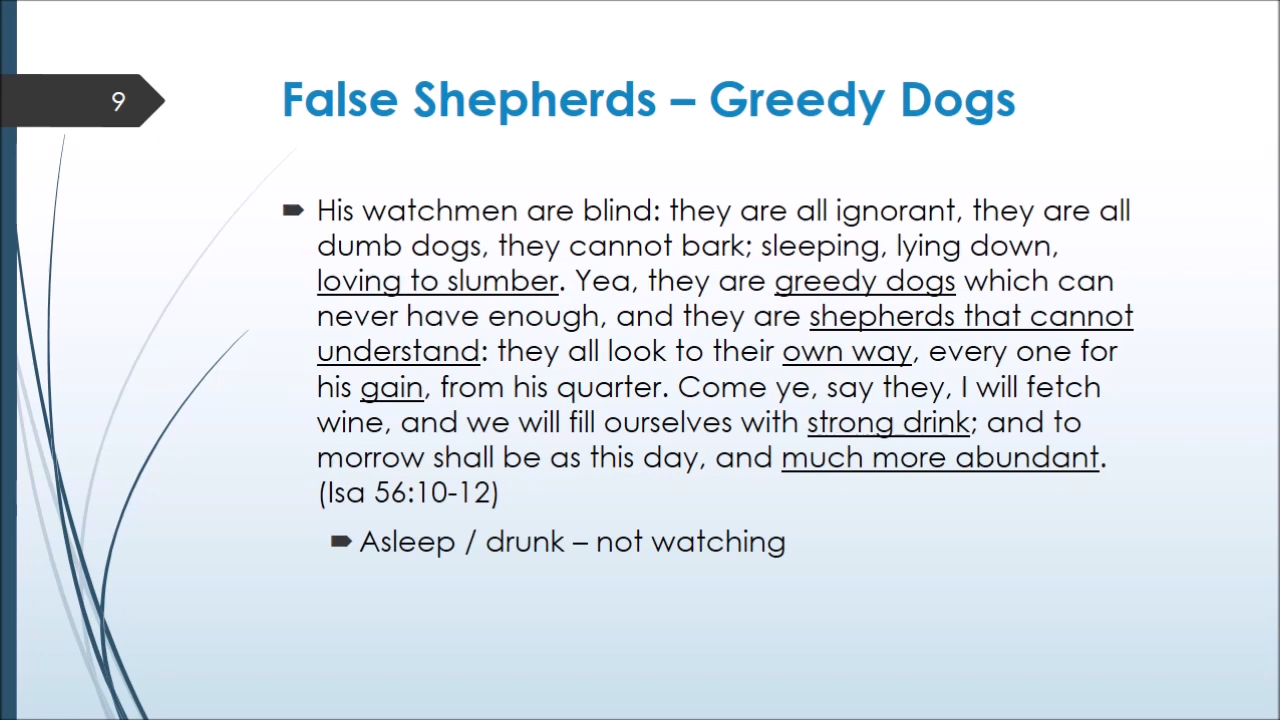 9
False Shepherds – Greedy Dogs
His watchmen are blind: they are all ignorant, they are all
dumb dogs, they cannot bark; sleeping, lying down,
loving to slumber. Yea, they are greedy dogs which can
never have enough, and they are shepherds that cannot
understand: they all look to their own way, every one for
his gain, from his quarter. Come ye, say they, I will fetch
wine, and we will fill ourselves with strong drink; and to
morrow shall be as this day, and much more abundant.
(Isa 56:10-12)
Asleep / drunk – not watching